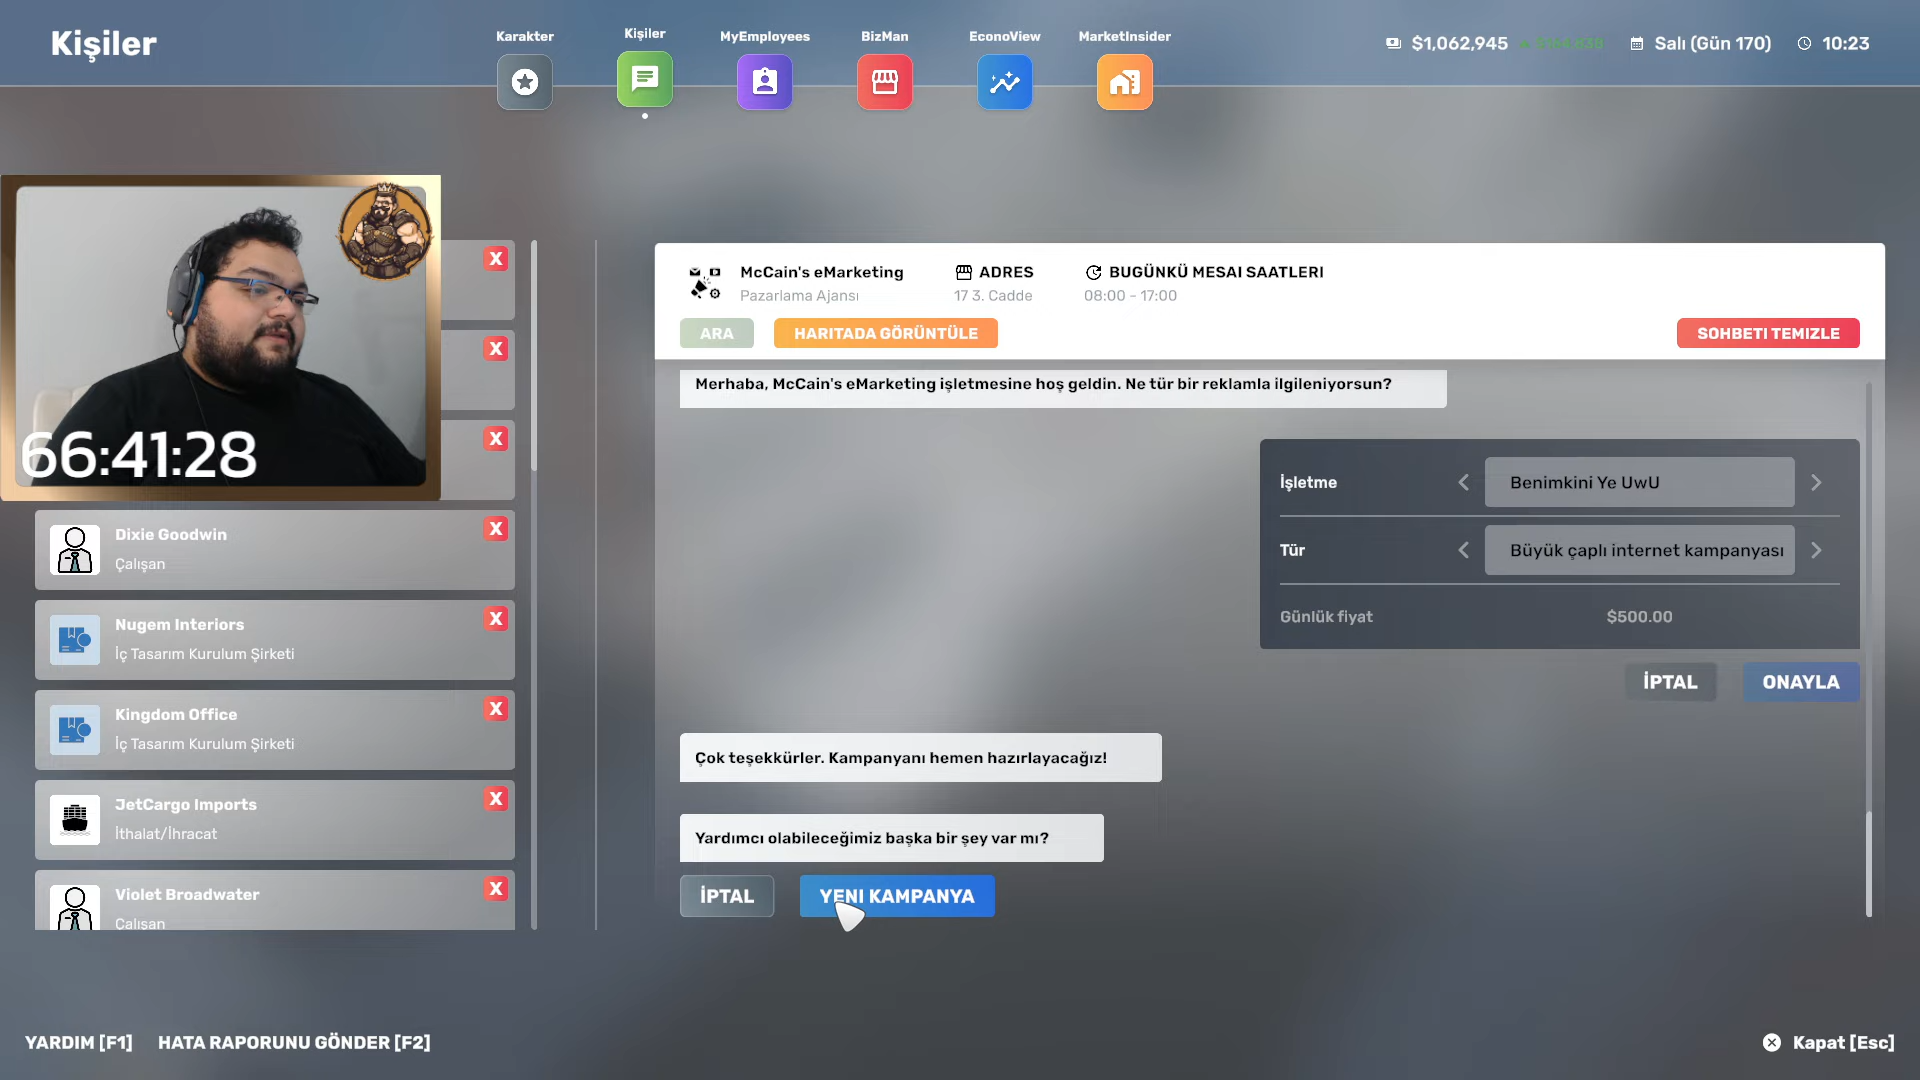 Kişiler
Karakter
Kişiler
MyEmployees
BizMan
EconoView
MarketInsider
$1,062,945
Salı (Gün 170)
10:23
66:41:28
X
X
X
Dixie Goodwin
Çalışan
X
Nugem Interiors
İç Tasarım Kurulum Şirketi
X
Kingdom Office
İç Tasarım Kurulum Şirketi
X
JetCargo Imports
İthalat/İhracat
X
Violet Broadwater
Çalışan
X
McCain's eMarketing
Pazarlama Ajansı
ADRES
17 3. Cadde
BUGÜNKÜ MESAI SAATLERI
08:00 - 17:00
ARA
HARITADA GÖRÜNTÜLE
SOHBETI TEMIZLE
Merhaba, McCain's eMarketing işletmesine hoş geldin. Ne tür bir reklamla ilgileniyorsun?
İşletme
Benimkini Ye UwU
Tür
Büyük çaplı internet kampanyası
Günlük fiyat
$500.00
İPTAL
ONAYLA
Çok teşekkürler. Kampanyanı hemen hazırlayacağız!
Yardımcı olabileceğimiz başka bir şey var mı?
İPTAL
YENI KAMPANYA
YARDIM [F1]
HATA RAPORUNU GÖNDER [F2]
Kapat [Esc]